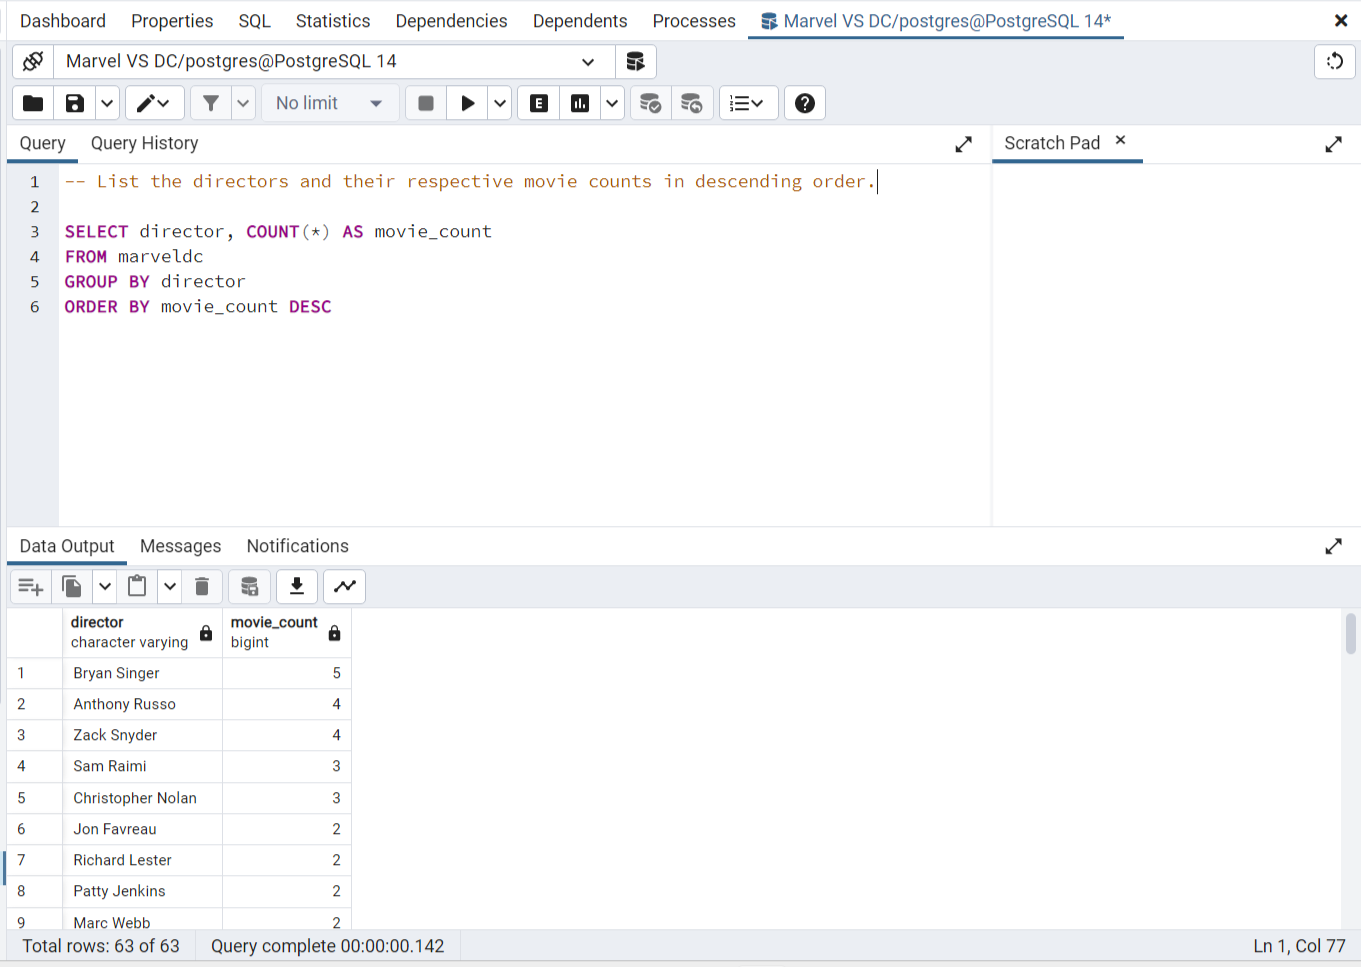 Dashboard Properties SQL Statistics Dependencies Dependents Processes Marvel VS DC/postgres@PostgreSQL 14*
Marvel VS DC/postgres@PostgreSQL 14
No limit
E
Query Query History
Scratch Pad
1 -- List the directors and their respective movie counts in descending order.
2
3 SELECT director, COUNT(*) AS movie_count
4 FROM marveldc
5 GROUP BY director
6 ORDER BY movie_count DESC
Data Output Messages Notifications
director movie_count
character varying bigint
1 Bryan Singer 5
2 Anthony Russo 4
3 Zack Snyder 4
4 Sam Raimi 3
5 Christopher Nolan 3
6 Jon Favreau 2
7 Richard Lester 2
8 Patty Jenkins 2
9 Marc Webb 2
Total rows: 63 of 63 Query complete 00:00:00.142 Ln 1, Col 77